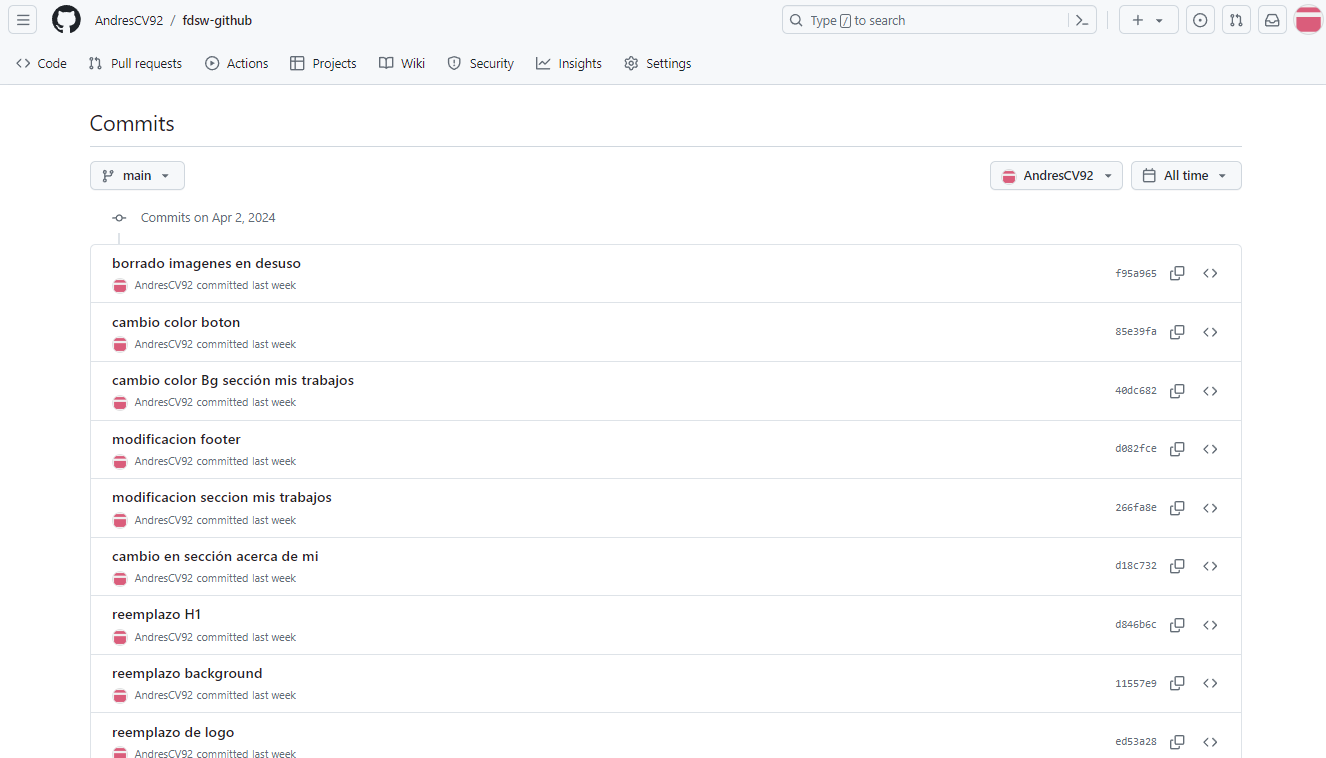 AndresCV92 / fdsw-github
Type / to search
Code Pull requests Actions Projects Wiki Security Insights Settings
Commits
main AndresCV92 All time
Commits on Apr 2, 2024
borrado imagenes en desuso
AndresCV92 committed last week
f95a965
cambio color boton
AndresCV92 committed last week
85e39fa
cambio color Bg sección mis trabajos
AndresCV92 committed last week
40dc682
modificacion footer
AndresCV92 committed last week
d082fce
modificacion seccion mis trabajos
AndresCV92 committed last week
266fa8e
cambio en sección acerca de mi
AndresCV92 committed last week
d18c732
reemplazo H1
AndresCV92 committed last week
d846b6c
reemplazo background
AndresCV92 committed last week
11557e9
reemplazo de logo
AndresCV92 committed last week
ed53a28